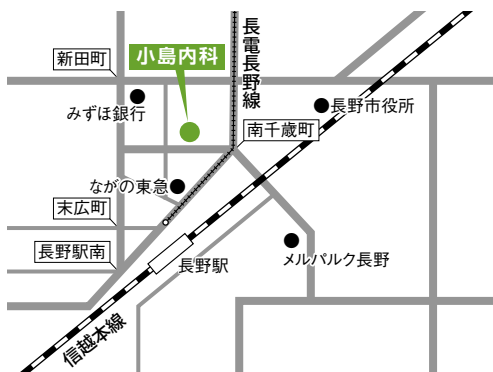 新田町
小島内科
長電長野線
みずほ銀行
長野市役所
南千歳町
ながの東急
末広町
長野駅南
長野駅
メルパルク長野
信越本線